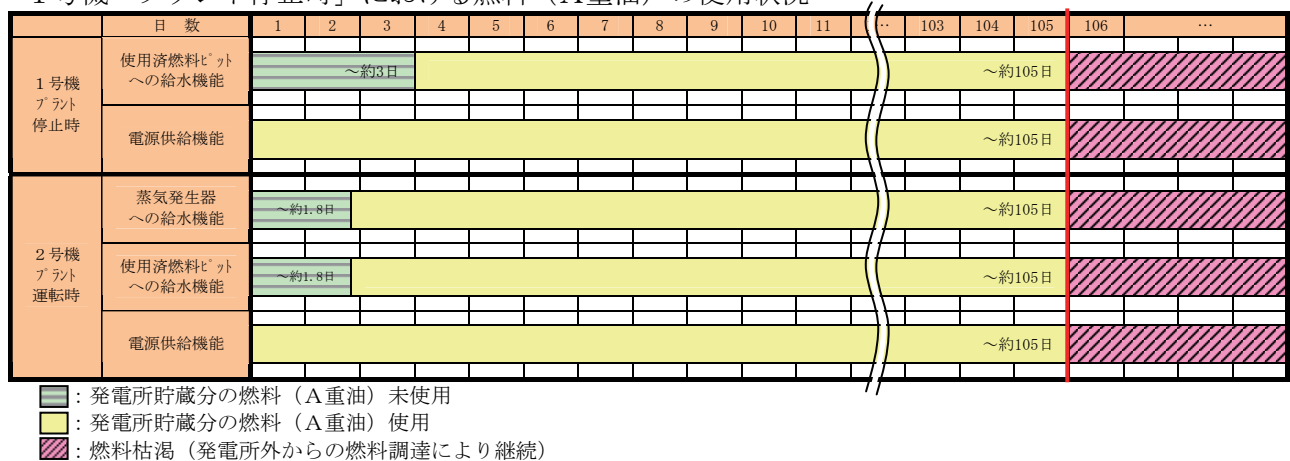 １号機「プラント停止時」における燃料（Ａ重油）の使用状況
日 数 1 2 3 4 5 6 7 8 9 10 11 … 103 104 105 106 …
１号機
ﾌﾟﾗﾝﾄ
停止時
使用済燃料ﾋﾟｯﾄ
への給水機能
～約3日
～約105日
電源供給機能
～約105日
２号機
ﾌﾟﾗﾝﾄ
運転時
蒸気発生器
への給水機能
～約1.8日
～約105日
使用済燃料ﾋﾟｯﾄ
への給水機能
～約1.8日
～約105日
電源供給機能
～約105日
：発電所貯蔵分の燃料（Ａ重油）未使用
：発電所貯蔵分の燃料（Ａ重油）使用
：燃料枯渇（発電所外からの燃料調達により継続）